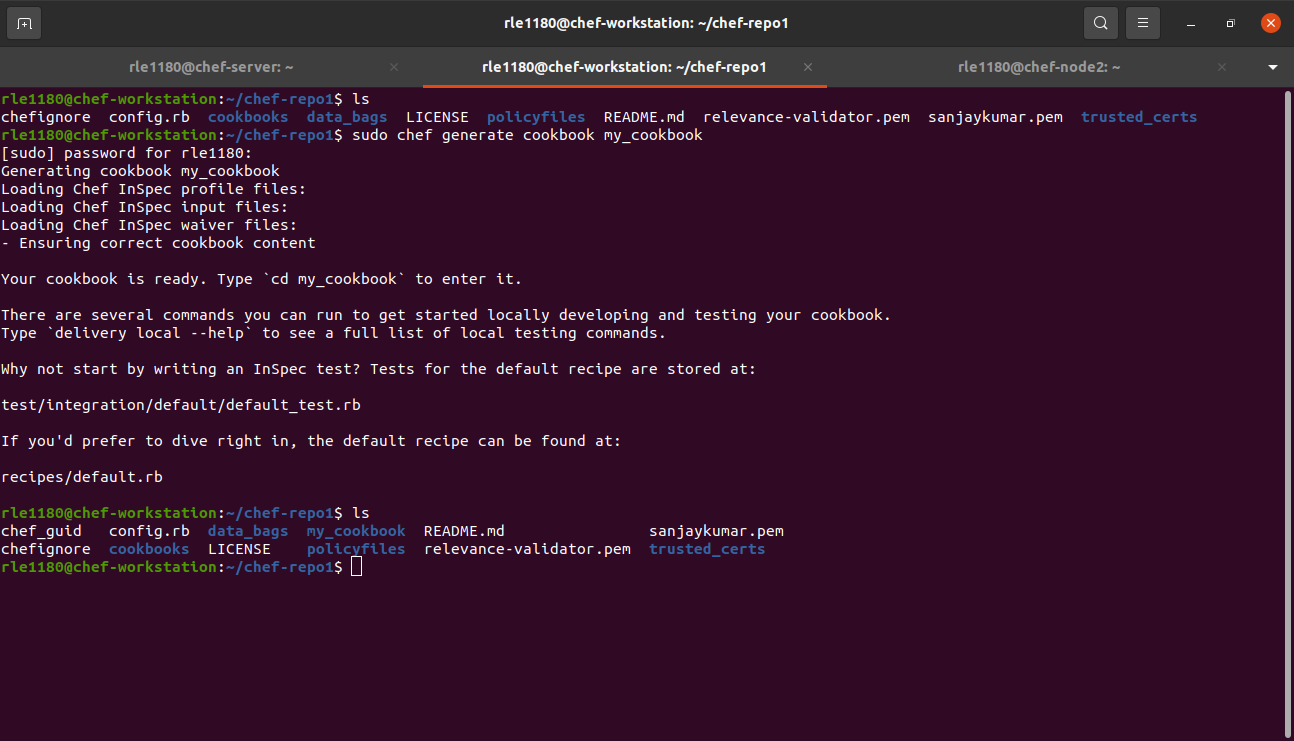 rle1180@chef-workstation: ~/chef-repo1
rle1180@chef-server: ~
rle1180@chef-workstation: ~/chef-repo1
rle1180@chef-node2: ~
rle1180@chef-workstation:~/chef-repo1$ ls
chefignore config.rb cookbooks data_bags LICENSE policyfiles README.md relevance-validator.pem sanjaykumar.pem trusted_certs
rle1180@chef-workstation:~/chef-repo1$ sudo chef generate cookbook my_cookbook
[sudo] password for rle1180:
Generating cookbook my_cookbook
Loading Chef InSpec profile files:
Loading Chef InSpec input files:
Loading Chef InSpec waiver files:
- Ensuring correct cookbook content
Your cookbook is ready. Type `cd my_cookbook` to enter it.
There are several commands you can run to get started locally developing and testing your cookbook.
Type `delivery local --help` to see a full list of local testing commands.
Why not start by writing an InSpec test? Tests for the default recipe are stored at:
test/integration/default/default_test.rb
If you'd prefer to dive right in, the default recipe can be found at:
recipes/default.rb
rle1180@chef-workstation:~/chef-repo1$ ls
chef_guid config.rb data_bags my_cookbook README.md sanjaykumar.pem
chefignore cookbooks LICENSE policyfiles relevance-validator.pem trusted_certs
rle1180@chef-workstation:~/chef-repo1$